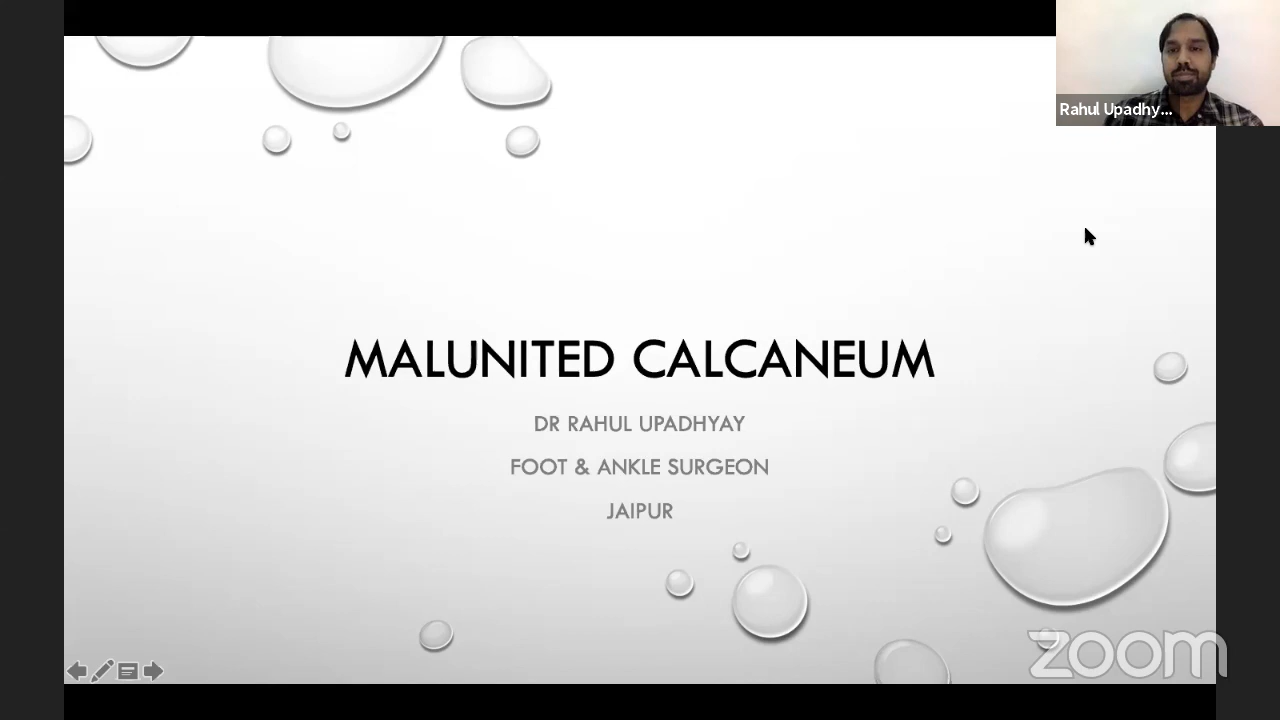 Rahul Upadhy...
MALUNITED CALCANEUM
DR RAHUL UPADHYAY
FOOT & ANKLE SURGEON
JAIPUR
zoom